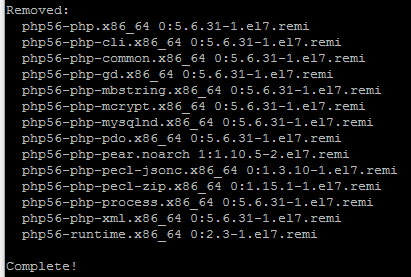 Removed:
php56-php.x86_64 0:5.6.31-1.el7.remi
php56-php-cli.x86_64 0:5.6.31-1.el7.remi
php56-php-common.x86_64 0:5.6.31-1.el7.remi
php56-php-gd.x86_64 0:5.6.31-1.el7.remi
php56-php-mbstring.x86_64 0:5.6.31-1.el7.remi
php56-php-mcrypt.x86_64 0:5.6.31-1.el7.remi
php56-php-mysqlnd.x86_64 0:5.6.31-1.el7.remi
php56-php-pdo.x86_64 0:5.6.31-1.el7.remi
php56-php-pear.noarch 1:1.10.5-2.el7.remi
php56-php-pecl-jsonc.x86_64 0:1.3.10-1.el7.remi
php56-php-pecl-zip.x86_64 0:1.15.1-1.el7.remi
php56-php-process.x86_64 0:5.6.31-1.el7.remi
php56-php-xml.x86_64 0:5.6.31-1.el7.remi
php56-runtime.x86_64 0:2.3-1.el7.remi
Complete!